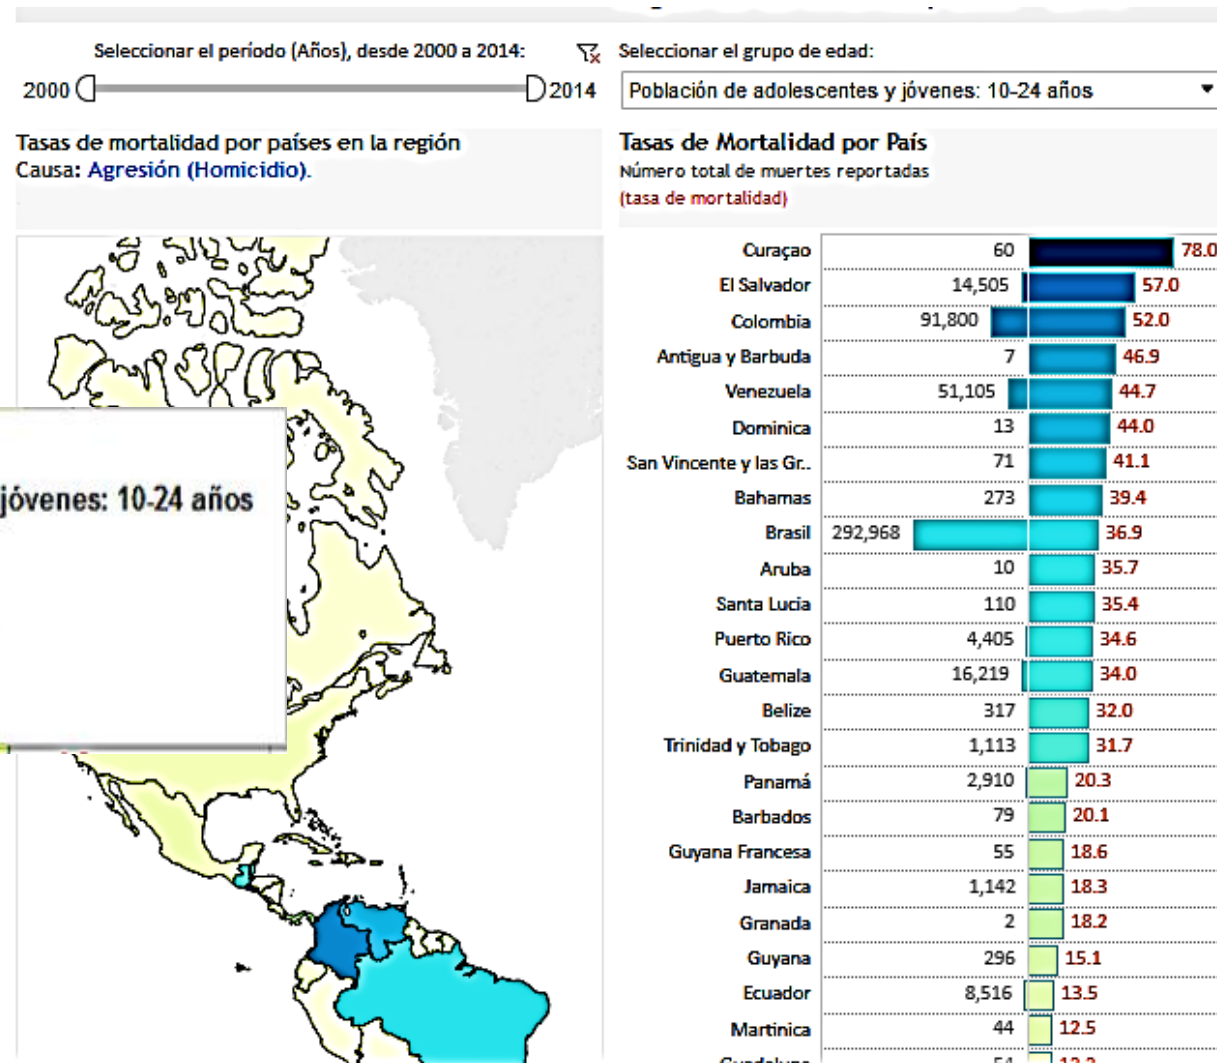 Seleccionar el período (Años), desde 2000 a 2014:
2000
2014
Seleccionar el grupo de edad:
Población de adolescentes y jóvenes: 10-24 años
Tasas de mortalidad por países en la región
Causa: Agresión (Homicidio).
jóvenes: 10-24 años
Tasas de Mortalidad por País
Número total de muertes reportadas
(tasa de mortalidad)
Curaçao 60 78.0
El Salvador 14,505 57.0
Colombia 91,800 52.0
Antigua y Barbuda 7 46.9
Venezuela 51,105 44.7
Dominica 13 44.0
San Vincente y las Gr.. 71 41.1
Bahamas 273 39.4
Brasil 292,968 36.9
Aruba 10 35.7
Santa Lucia 110 35.4
Puerto Rico 4,405 34.6
Guatemala 16,219 34.0
Belize 317 32.0
Trinidad y Tobago 1,113 31.7
Panamá 2,910 20.3
Barbados 79 20.1
Guyana Francesa 55 18.6
Jamaica 1,142 18.3
Granada 2 18.2
Guyana 296 15.1
Ecuador 8,516 13.5
Martinica 44 12.5